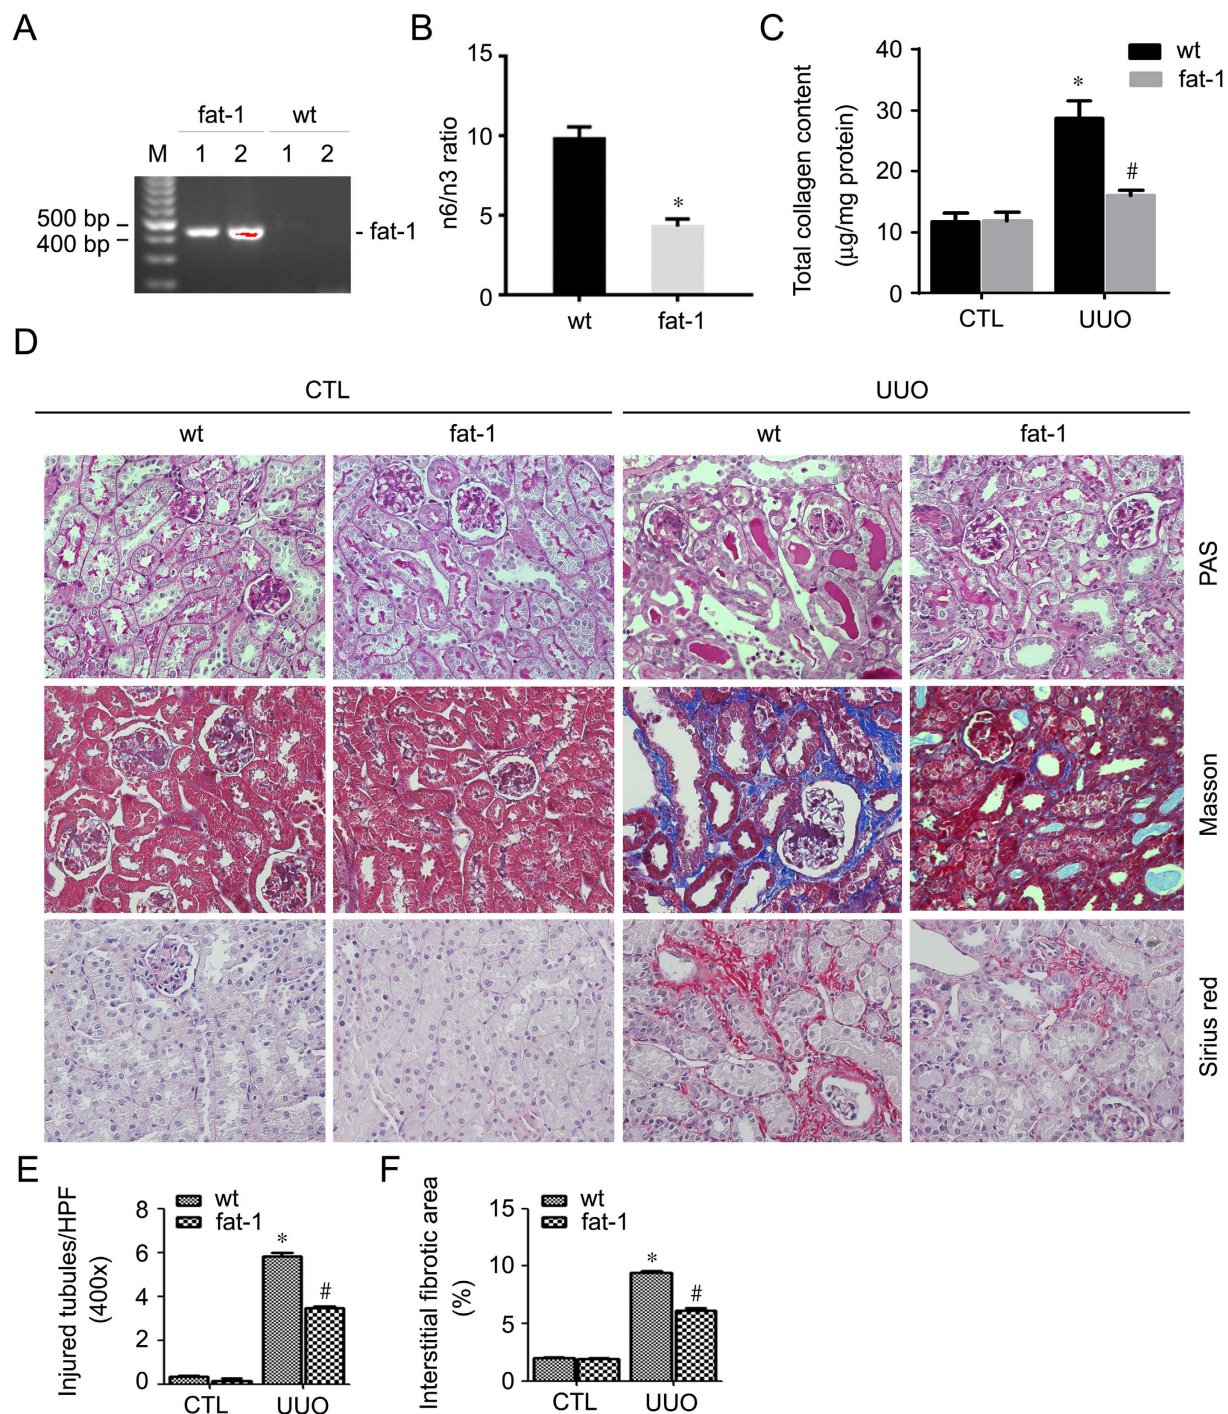 A
fat-1 wt
M 1 2 1 2
500 bp
400 bp
- fat-1
B
n6/n3 ratio
15
10
5
0
*
wt fat-1
C
Total collagen content
(μg/mg protein)
40
30
20
10
0
wt
fat-1
*
#
CTL UUO
D
CTL UUO
wt fat-1 wt fat-1
PAS
Masson
Sirius red
E
Injured tubules/HPF
(400x)
8
6
4
2
0
wt
fat-1
*
#
CTL UUO
F
Interstitial fibrotic area
(%)
15
10
5
0
wt
fat-1
*
#
CTL UUO